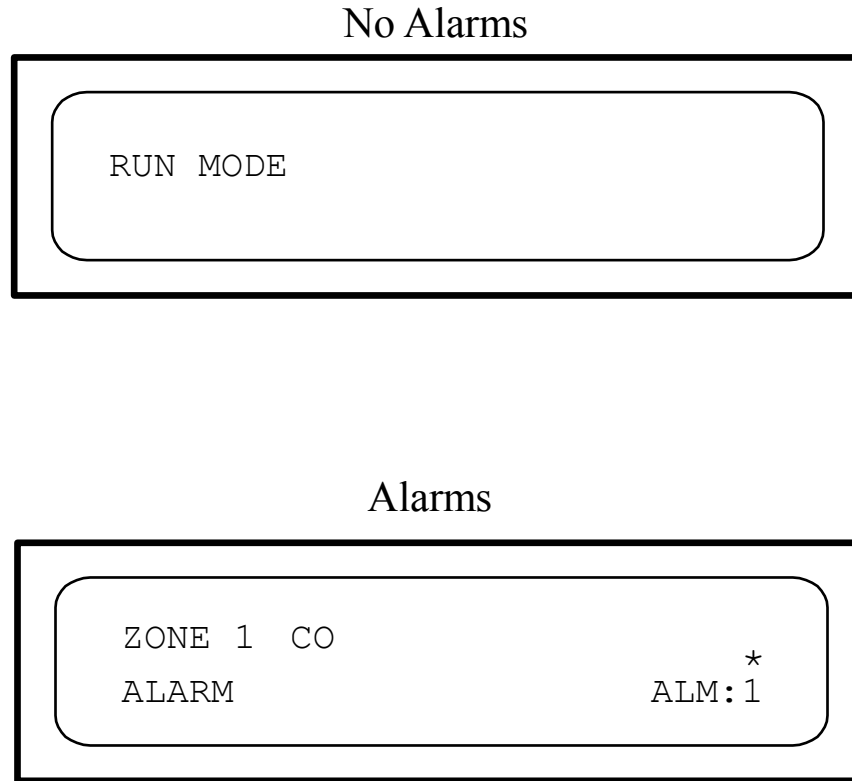 No Alarms
RUN MODE
Alarms
ZONE 1 CO
*
ALARM ALM:1